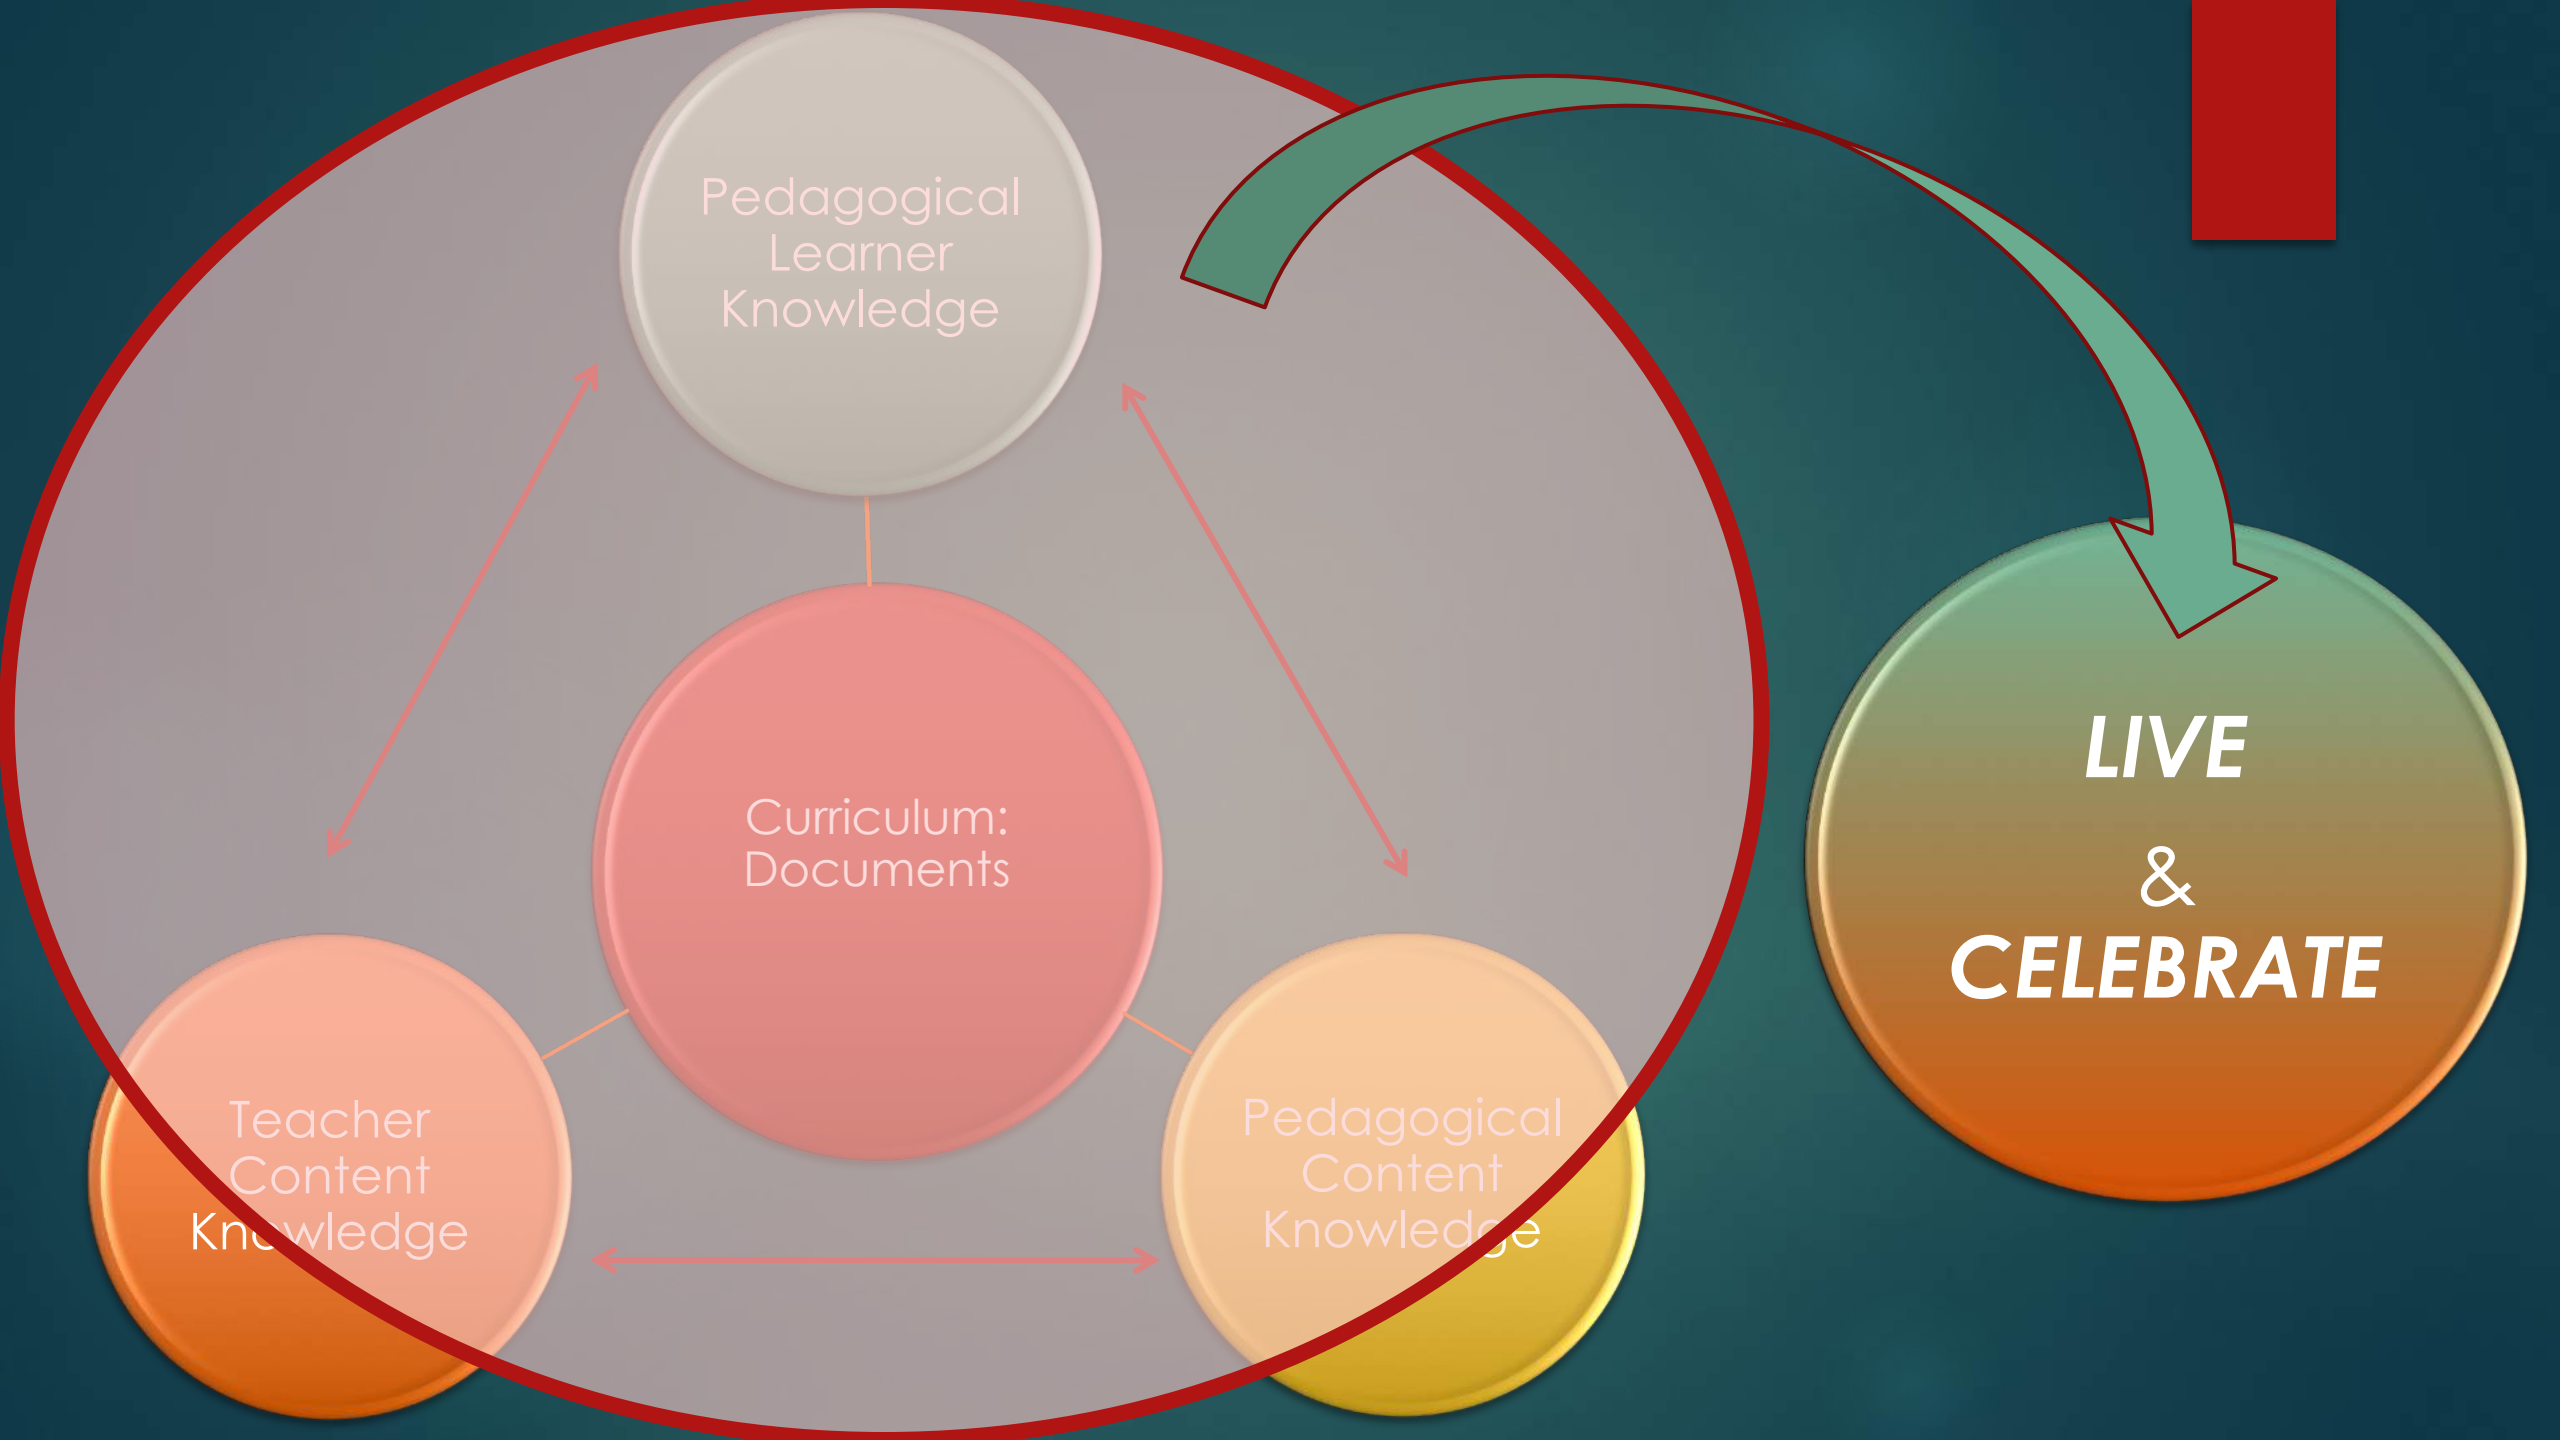 Pedagogical
Learner
Knowledge
Curriculum:
Documents
Teacher
Content
Knowledge
Pedagogical
Content
Knowledge
LIVE
&
CELEBRATE